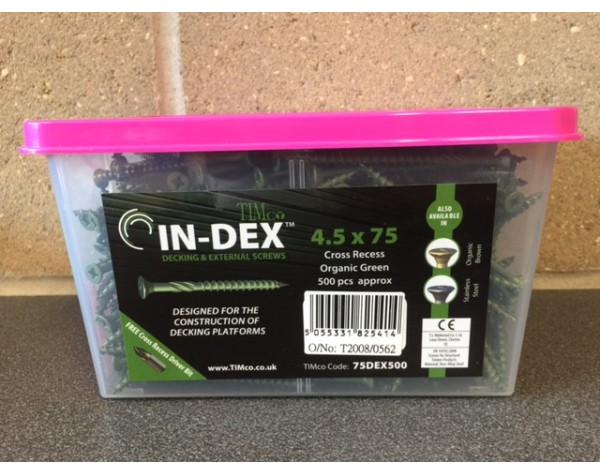 TIMco
IN-DEX™
DECKING & EXTERNAL SCREWS
DESIGNED FOR THE
CONSTRUCTION OF
DECKING PLATFORMS
FREE Cross Recess Driver Bit
www.TIMco.co.uk
4.5 x 75
Cross Recess
Organic Green
500 pcs approx
5 055331 825414
O/No: T2008/0562
TIMco Code: 75DEX500
ALSO
AVAILABLE
IN
Organic
Brown
Stainless
Steel
CE